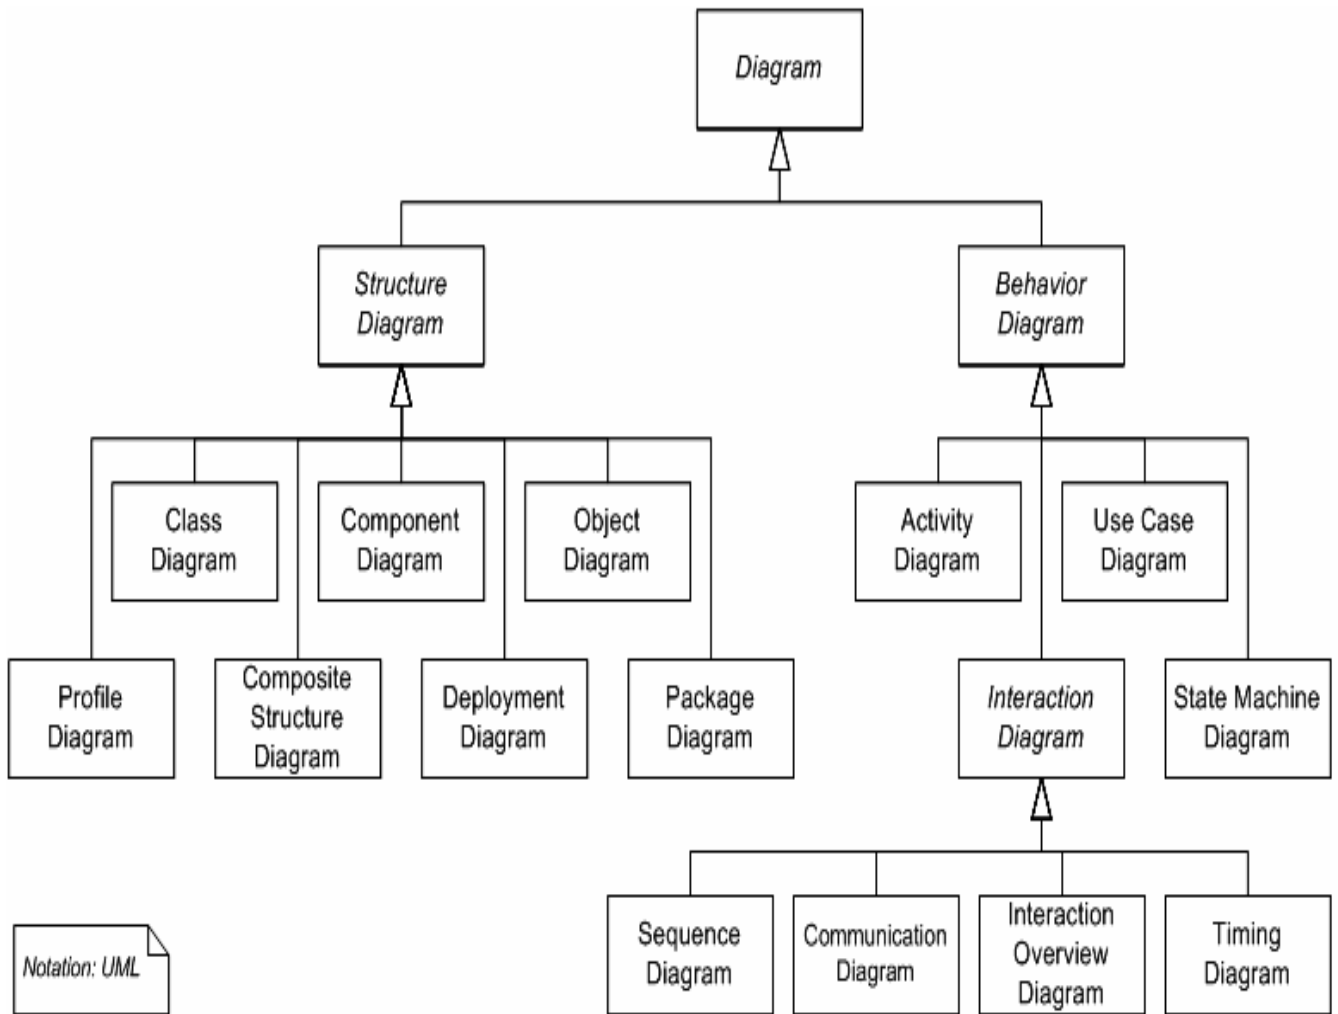 Diagram
Structure
Diagram
Behavior
Diagram
Class
Diagram
Component
Diagram
Object
Diagram
Activity
Diagram
Use Case
Diagram
Profile
Diagram
Composite
Structure
Diagram
Deployment
Diagram
Package
Diagram
Interaction
Diagram
State Machine
Diagram
Sequence
Diagram
Communication
Diagram
Interaction
Overview
Diagram
Timing
Diagram
Notation: UML